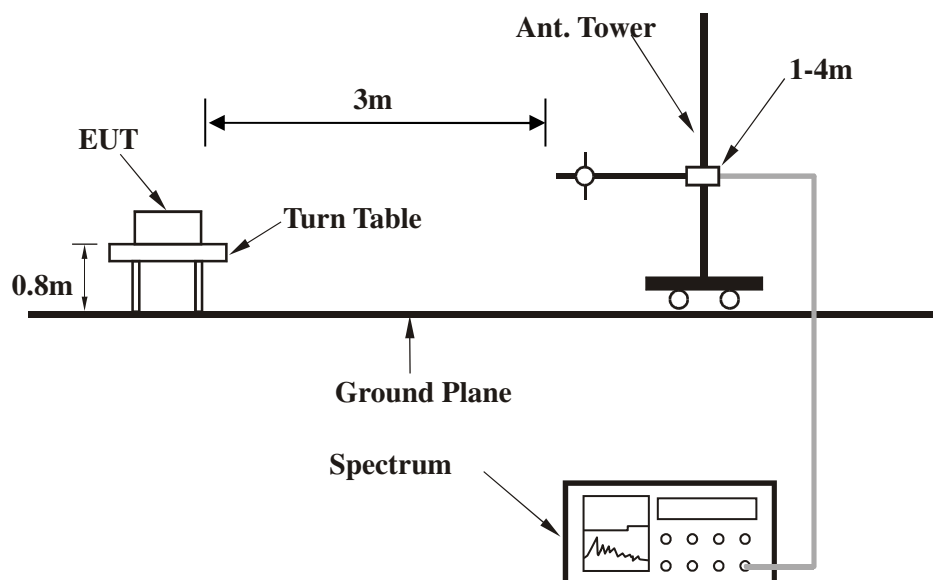 Ant. Tower
1-4m
3m
EUT
Turn Table
0.8m
Ground Plane
Spectrum